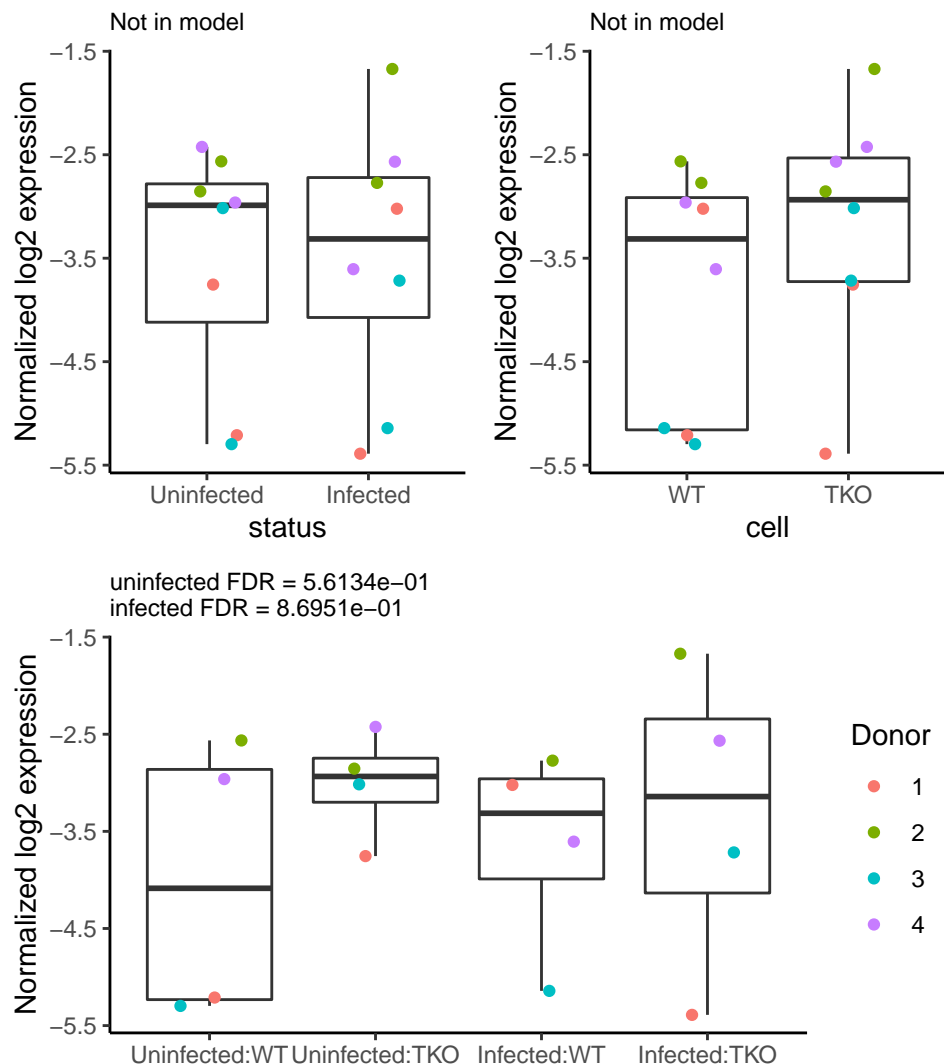 Not in model
Normalized log2 expression
−1.5
−2.5
−3.5
−4.5
−5.5
Uninfected Infected
status
Not in model
Normalized log2 expression
−1.5
−2.5
−3.5
−4.5
−5.5
WT TKO
cell
uninfected FDR = 5.6134e−01
infected FDR = 8.6951e−01
Normalized log2 expression
−1.5
−2.5
−3.5
−4.5
−5.5
Uninfected:WT Uninfected:TKO Infected:WT Infected:TKO
Donor
1
2
3
4